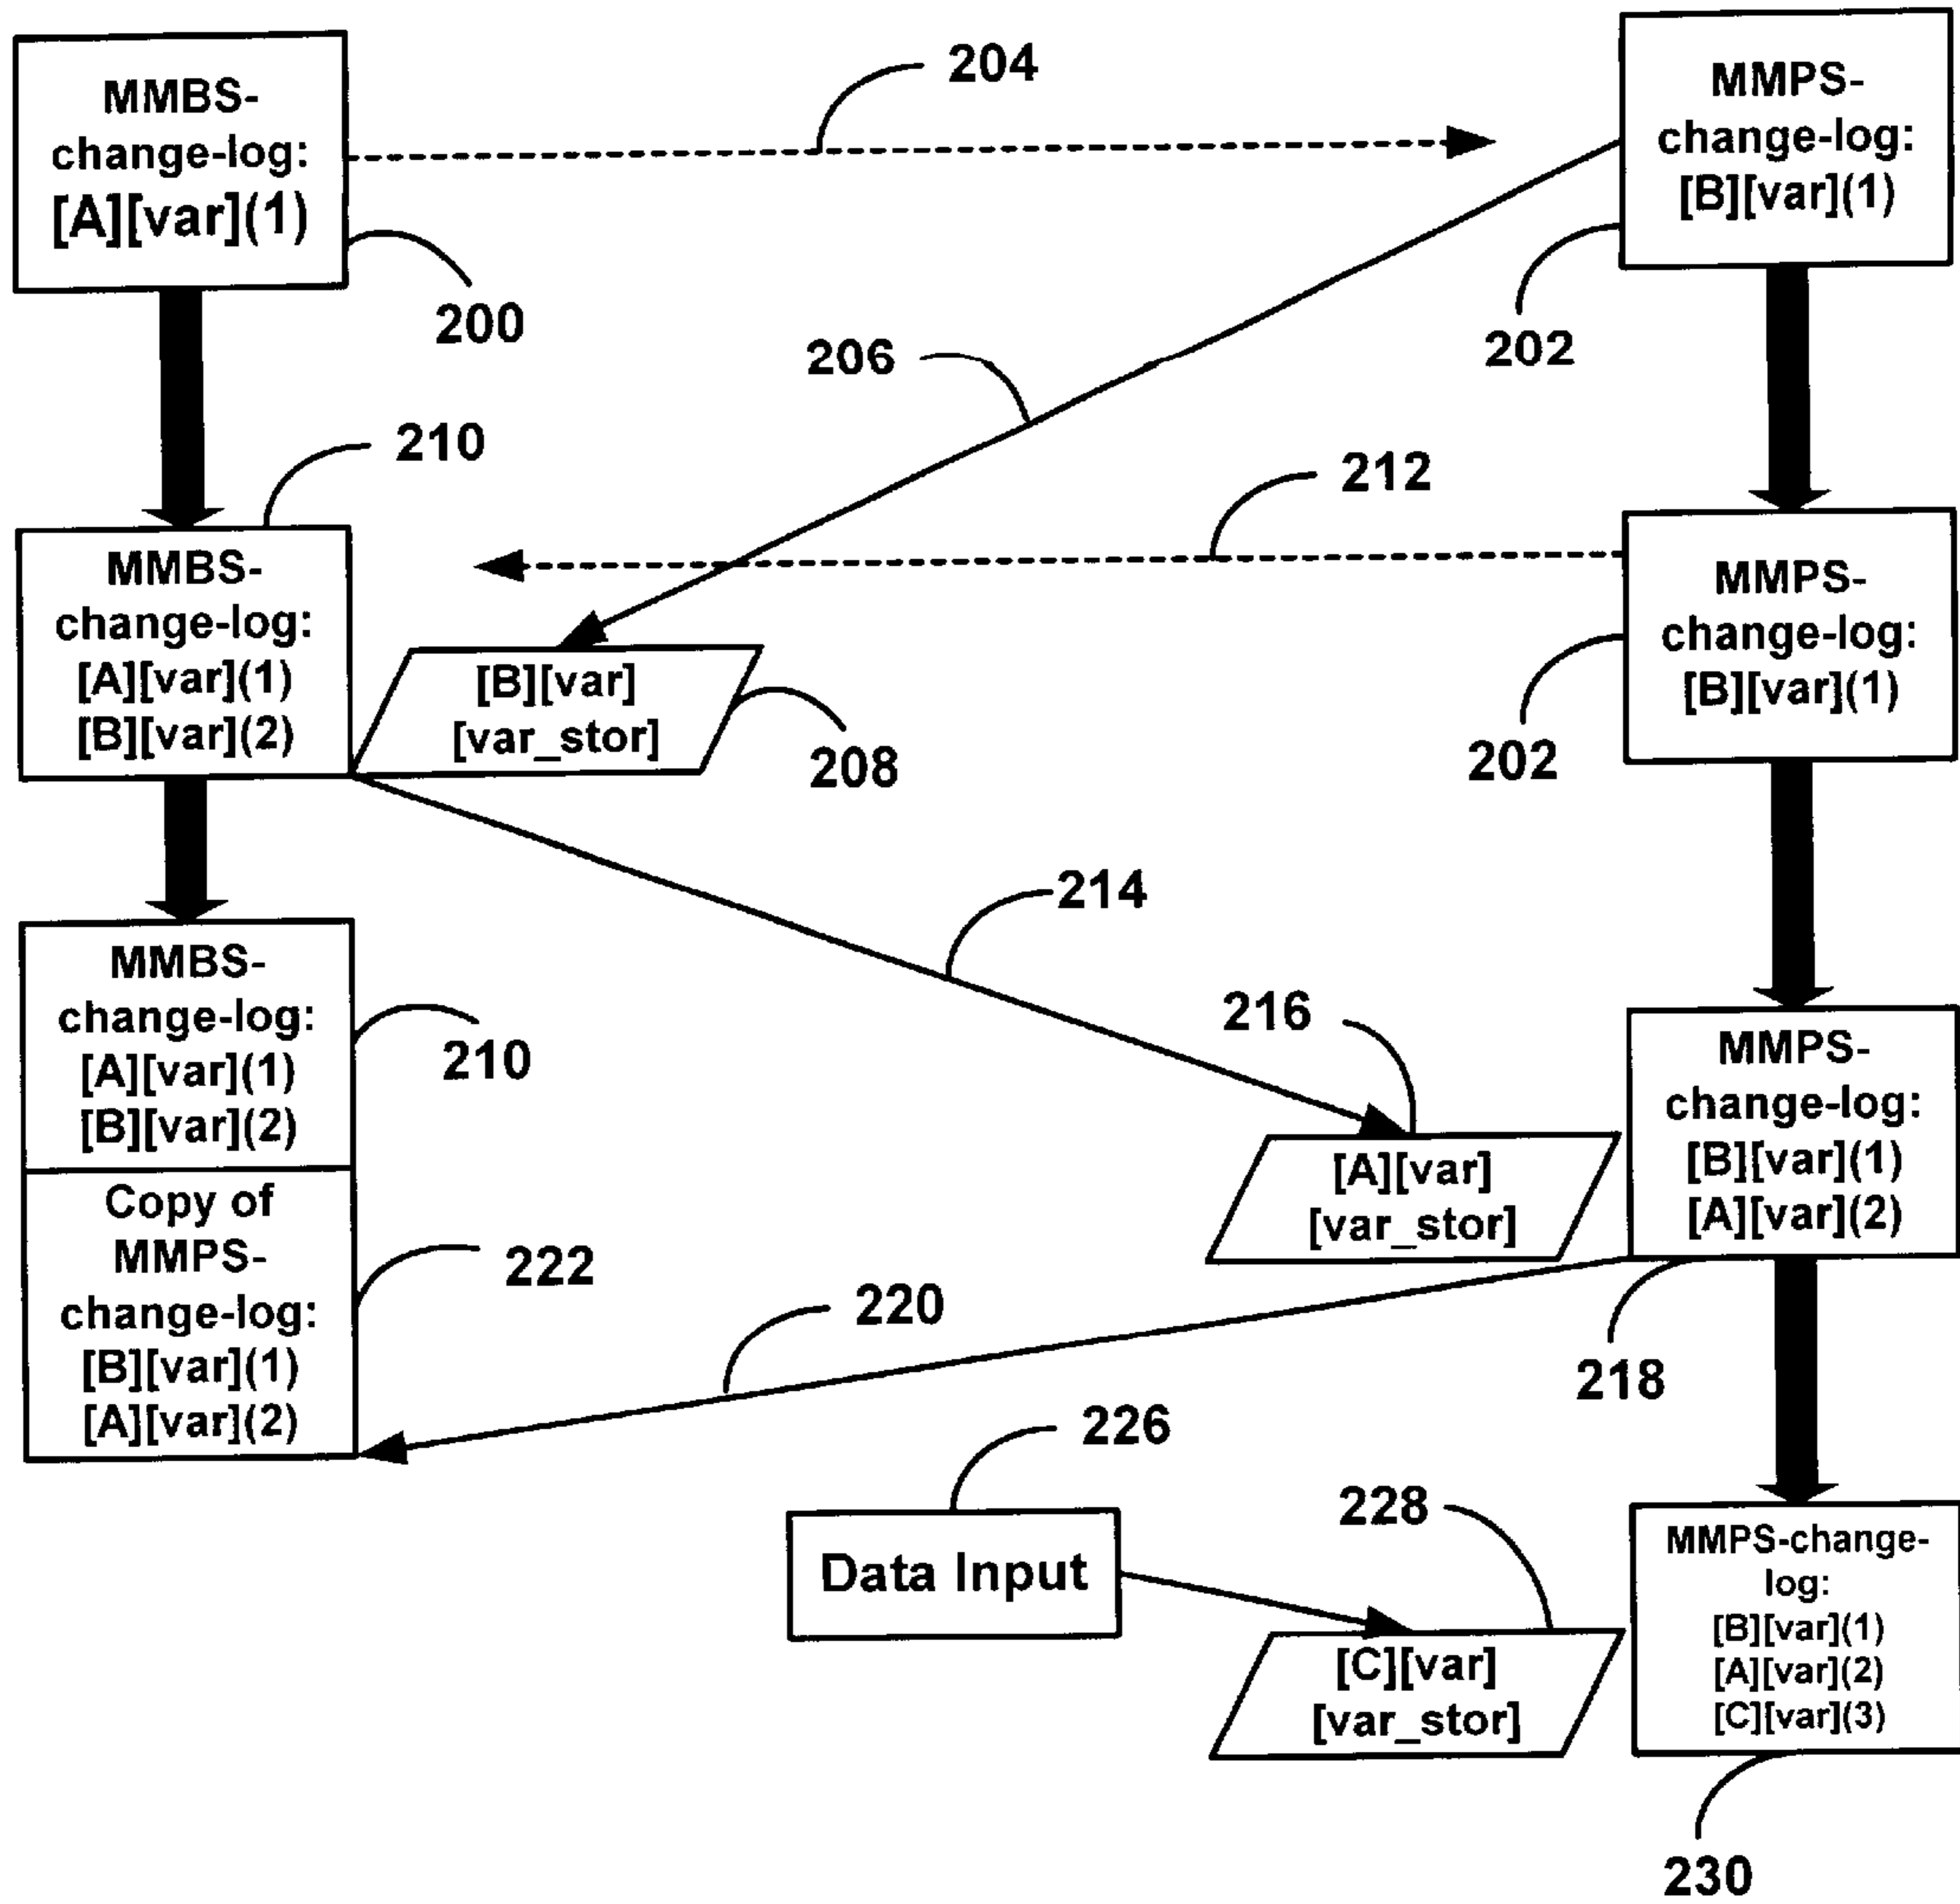 MMBS-
change-log:
[A][var](1)
200
204
MMPS-
change-log:
[B][var](1)
202
206
210
MMBS-
change-log:
[A][var](1)
[B][var](2)
[B][var]
[var_stor]
208
212
MMPS-
change-log:
[B][var](1)
202
214
MMBS-
change-log:
[A][var](1)
[B][var](2)
210
Copy of
MMPS-
change-log:
[B][var](1)
[A][var](2)
222
216
[A][var]
[var_stor]
MMPS-
change-log:
[B][var](1)
[A][var](2)
218
220
226
Data Input
228
[C][var]
[var_stor]
MMPS-change-
log:
[B][var](1)
[A][var](2)
[C][var](3)
230